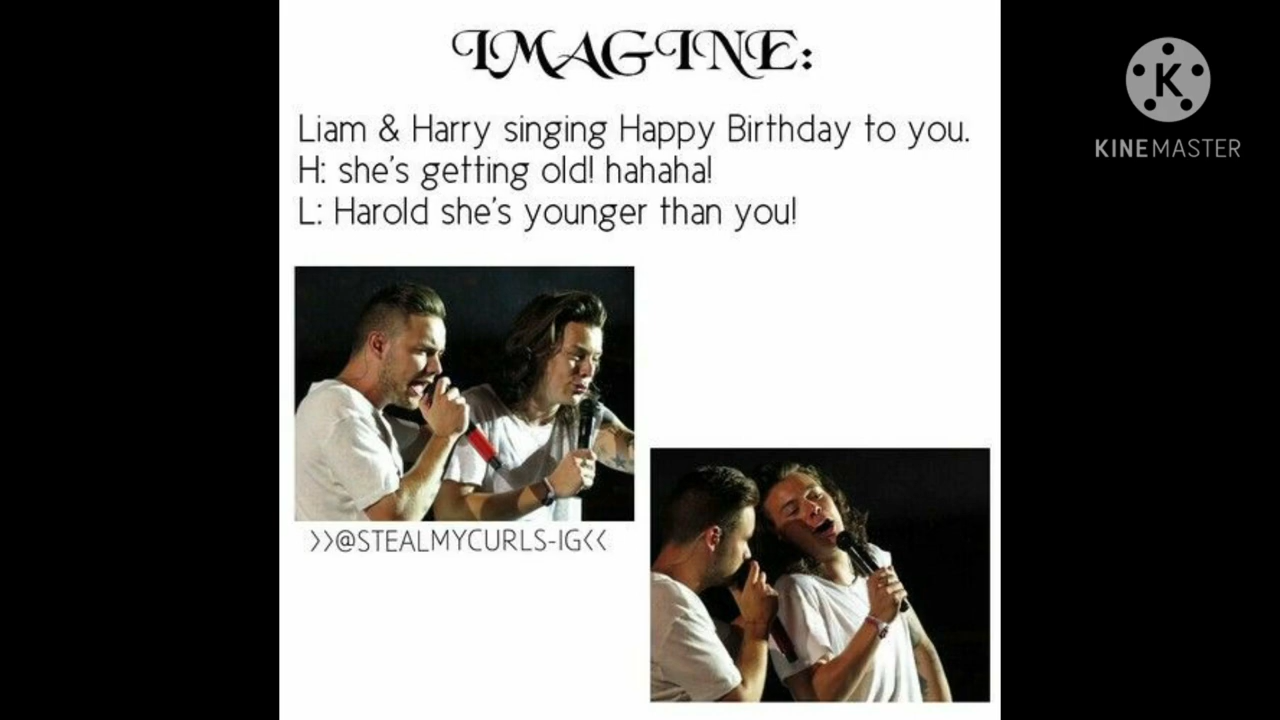 IMAGINE:
Liam & Harry singing Happy Birthday to you.
H: she's getting old! hahaha!
L: Harold she's younger than you!
>>@STEALMYCURLS-IG<<
K
KINEMASTER